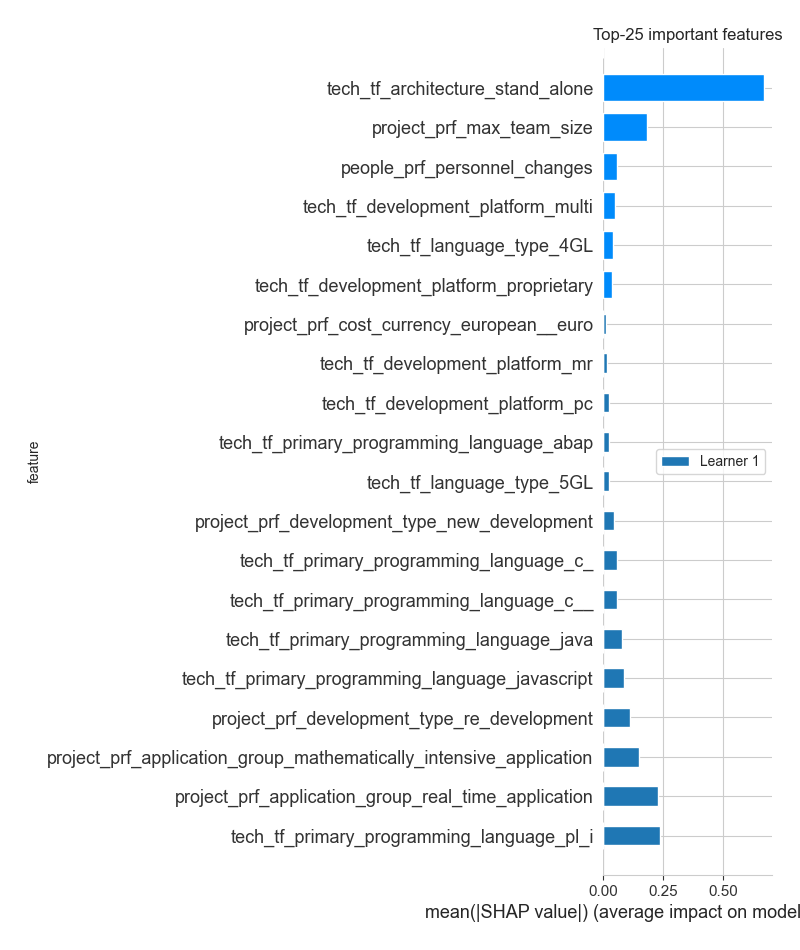 Top-25 important features
tech_tf_architecture_stand_alone
project_prf_max_team_size
people_prf_personnel_changes
tech_tf_development_platform_multi
tech_tf_language_type_4GL
tech_tf_development_platform_proprietary
project_prf_cost_currency_european__euro
tech_tf_development_platform_mr
tech_tf_development_platform_pc
tech_tf_primary_programming_language_abap
tech_tf_language_type_5GL
project_prf_development_type_new_development
tech_tf_primary_programming_language_c_
tech_tf_primary_programming_language_c__
tech_tf_primary_programming_language_java
tech_tf_primary_programming_language_javascript
project_prf_development_type_re_development
project_prf_application_group_mathematically_intensive_application
project_prf_application_group_real_time_application
tech_tf_primary_programming_language_pl_i
feature
Learner 1
0.00 0.25 0.50
mean(|SHAP value|) (average impact on model